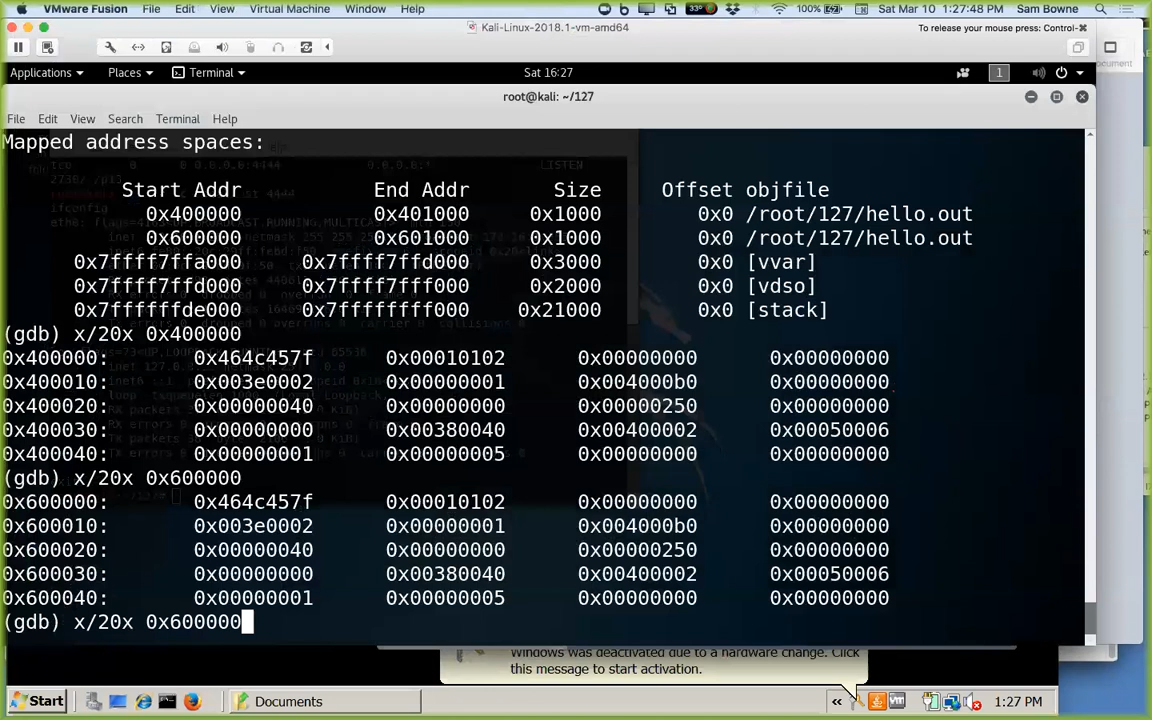 VMware Fusion File Edit View Virtual Machine Window Help 33° 100% Sat Mar 10 1:27:48 PM Sam Bowne
Kali-Linux-2018.1-vm-amd64 To release your mouse press: Control-⌘
Applications Places Terminal Sat 16:27 1
root@kali: ~/127
File Edit View Search Terminal Help
Mapped address spaces:
Start Addr End Addr Size Offset objfile
0x400000 0x401000 0x1000 0x0 /root/127/hello.out
0x600000 0x601000 0x1000 0x0 /root/127/hello.out
0x7ffff7ffa000 0x7ffff7ffd000 0x3000 0x0 [vvar]
0x7ffff7ffd000 0x7ffff7fff000 0x2000 0x0 [vdso]
0x7ffffffde000 0x7ffffffff000 0x21000 0x0 [stack]
(gdb) x/20x 0x400000
0x400000: 0x464c457f 0x00010102 0x00000000 0x00000000
0x400010: 0x003e0002 0x00000001 0x004000b0 0x00000000
0x400020: 0x00000040 0x00000000 0x00000250 0x00000000
0x400030: 0x00000000 0x00380040 0x00400002 0x00050006
0x400040: 0x00000001 0x00000005 0x00000000 0x00000000
(gdb) x/20x 0x600000
0x600000: 0x464c457f 0x00010102 0x00000000 0x00000000
0x600010: 0x003e0002 0x00000001 0x004000b0 0x00000000
0x600020: 0x00000040 0x00000000 0x00000250 0x00000000
0x600030: 0x00000000 0x00380040 0x00400002 0x00050006
0x600040: 0x00000001 0x00000005 0x00000000 0x00000000
(gdb) x/20x 0x600000
Windows was deactivated due to a hardware change. Click
this message to start activation.
Start Documents « 1:27 PM